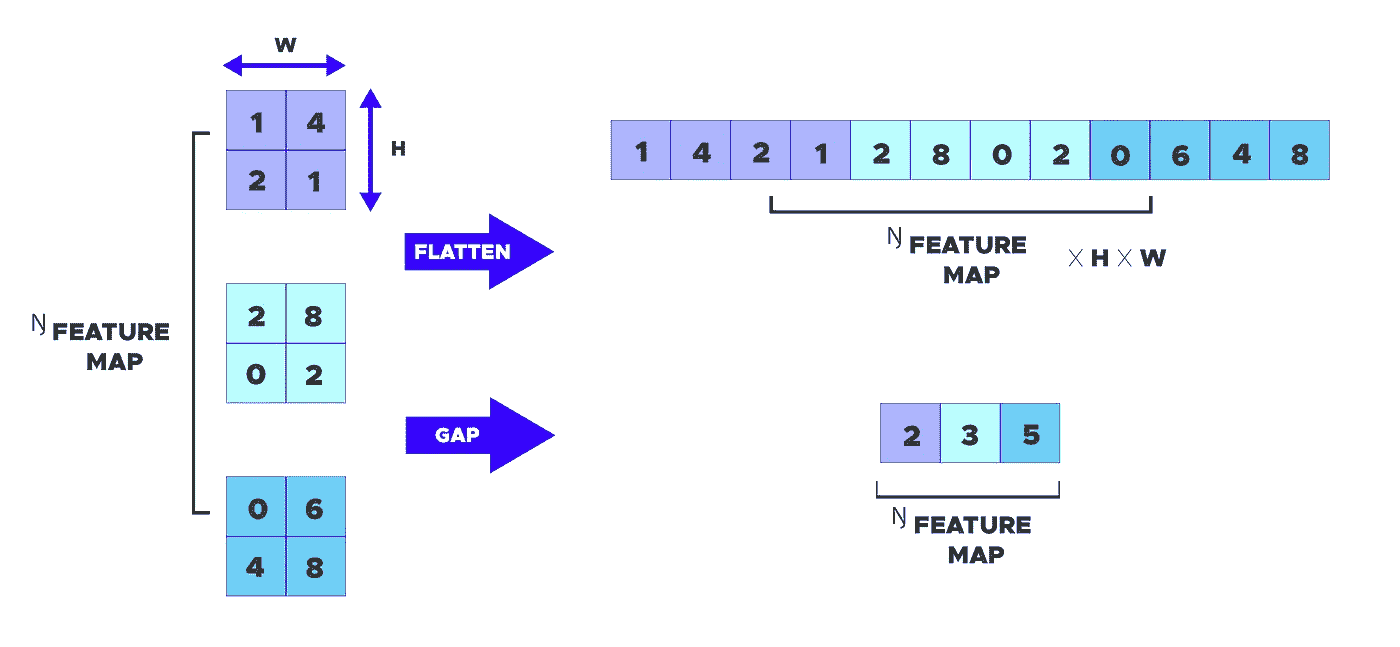 W
1 4
H
2 1
FLATTEN
1 4 2 1 2 8 0 2 0 6 4 8
Ŋ FEATURE
MAP
× H × W
2 8
0 2
Ŋ FEATURE
MAP
GAP
2 3 5
Ŋ FEATURE
MAP
0 6
4 8